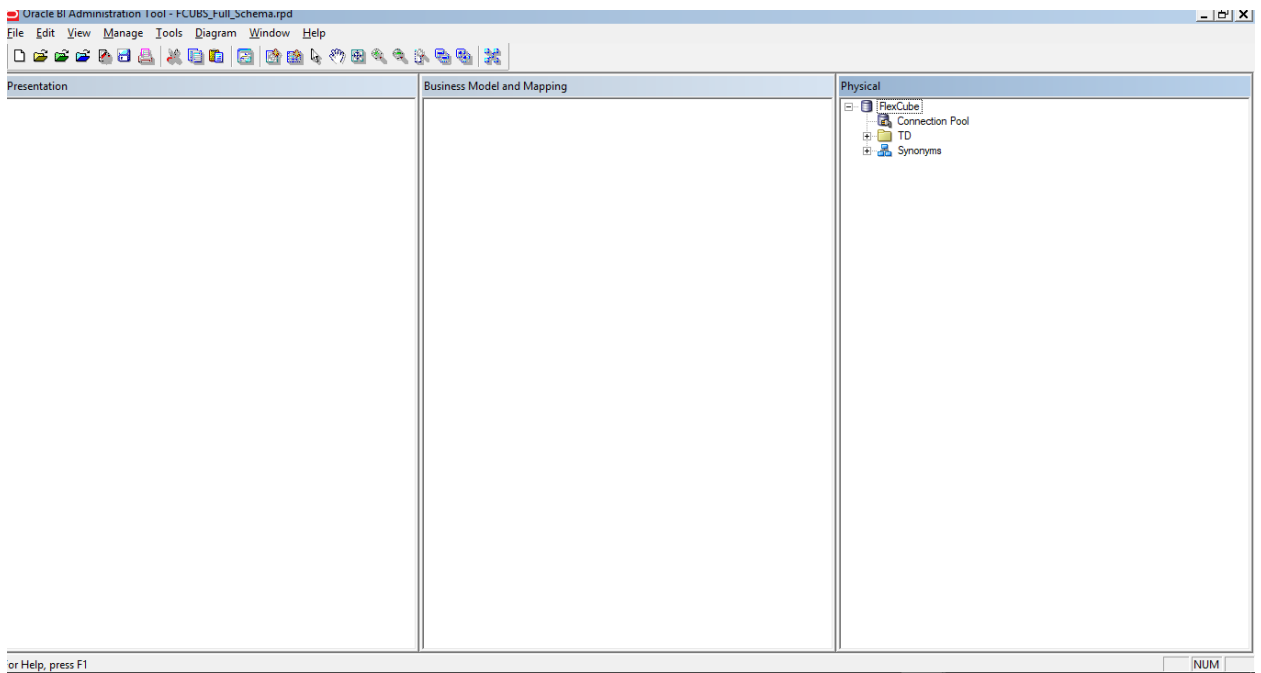 Oracle BI Administration Tool - FCUBS_Full_Schema.rpd
File Edit View Manage Tools Diagram Window Help
Presentation
Business Model and Mapping
Physical
FlexCube
Connection Pool
TD
Synonyms
or Help, press F1
NUM